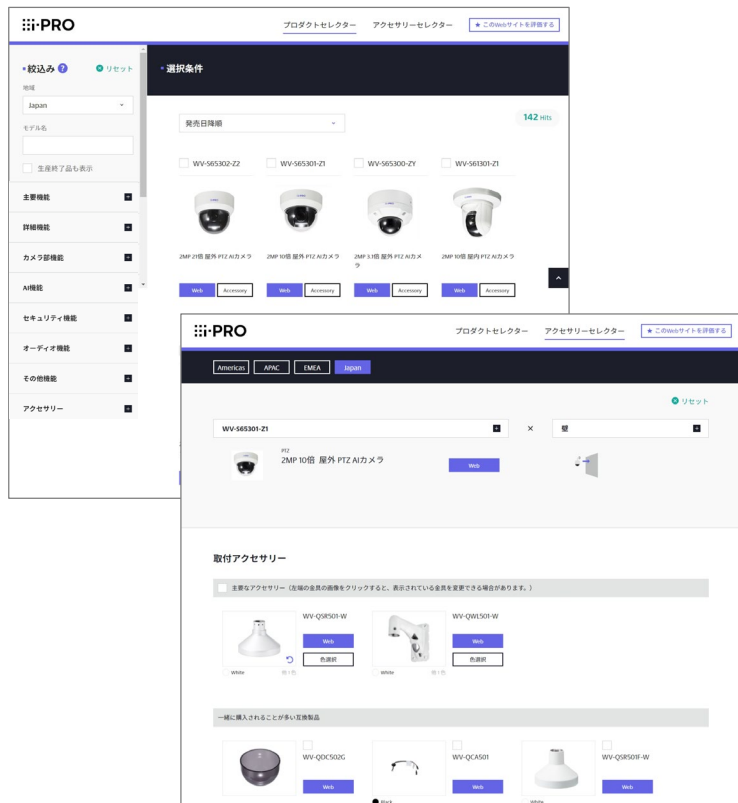 i-PRO
プロダクトセレクター
アクセサリーセレクター
★ このWebサイトを評価する
絞込み ?
リセット
地域
Japan
モデル名
生産終了品も表示
主要機能
詳細機能
カメラ部機能
AI機能
セキュリティ機能
オーディオ機能
その他機能
アクセサリー
選択条件
発売日降順
142 Hits
WV-S65302-Z2
WV-S65301-Z1
WV-S65300-ZY
WV-S61301-Z1
2MP 21倍 屋外 PTZ AIカメラ
2MP 10倍 屋外 PTZ AIカメラ
2MP 3.1倍 屋外 PTZ AIカメ
ラ
2MP 10倍 屋内 PTZ AIカメラ
Web Accessory
Web Accessory
Web Accessory
Web Accessory
i-PRO
プロダクトセレクター
アクセサリーセレクター
★ このWebサイトを評価する
Americas
APAC
EMEA
Japan
リセット
WV-S65301-Z1
×
壁
PTZ
2MP 10倍 屋外 PTZ AIカメラ
Web
取付アクセサリー
主要なアクセサリー（左端の金具の画像をクリックすると、表示されている金具を変更できる場合があります。）
WV-QSR501-W
Web
色選択
White
他1色
WV-QWL501-W
Web
色選択
White
他1色
一緒に購入されることが多い互換製品
WV-QDC502G
Web
WV-QCA501
Web
Black
WV-QSR501F-W
Web
White